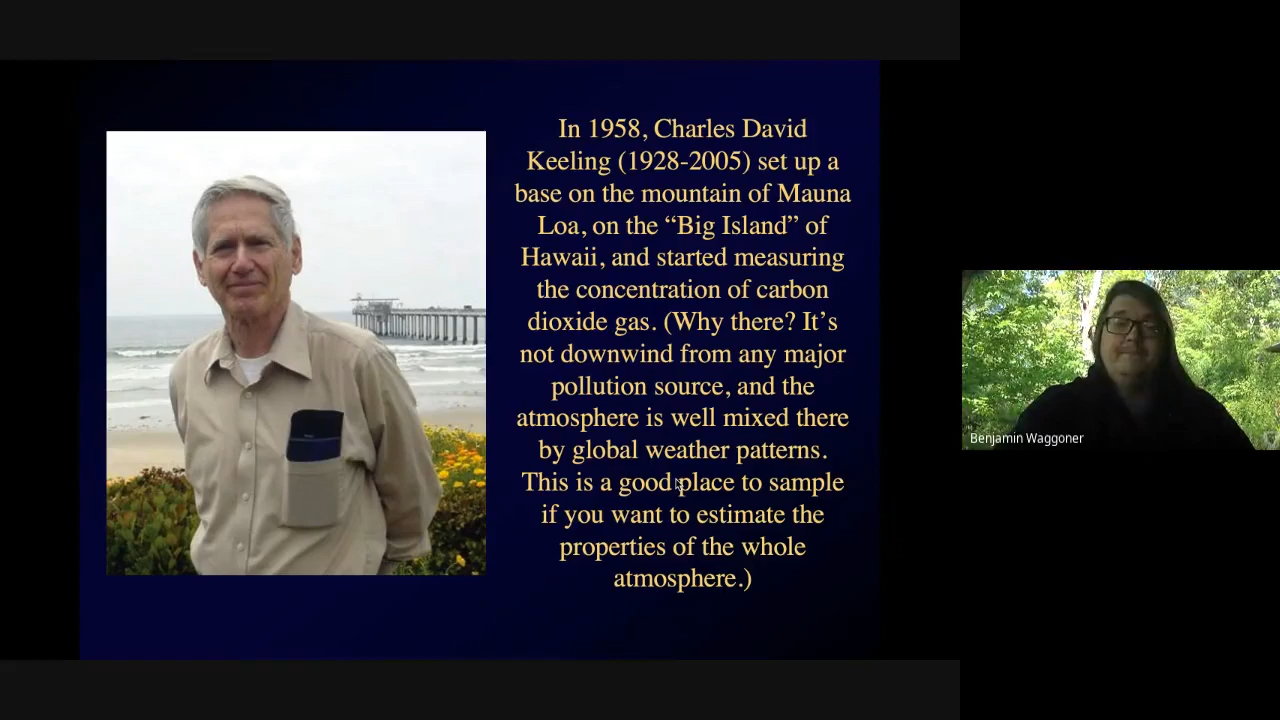 In 1958, Charles David
Keeling (1928-2005) set up a
base on the mountain of Mauna
Loa, on the “Big Island” of
Hawaii, and started measuring
the concentration of carbon
dioxide gas. (Why there? It’s
not downwind from any major
pollution source, and the
atmosphere is well mixed there
by global weather patterns.
This is a good place to sample
if you want to estimate the
properties of the whole
atmosphere.)
Benjamin Waggoner